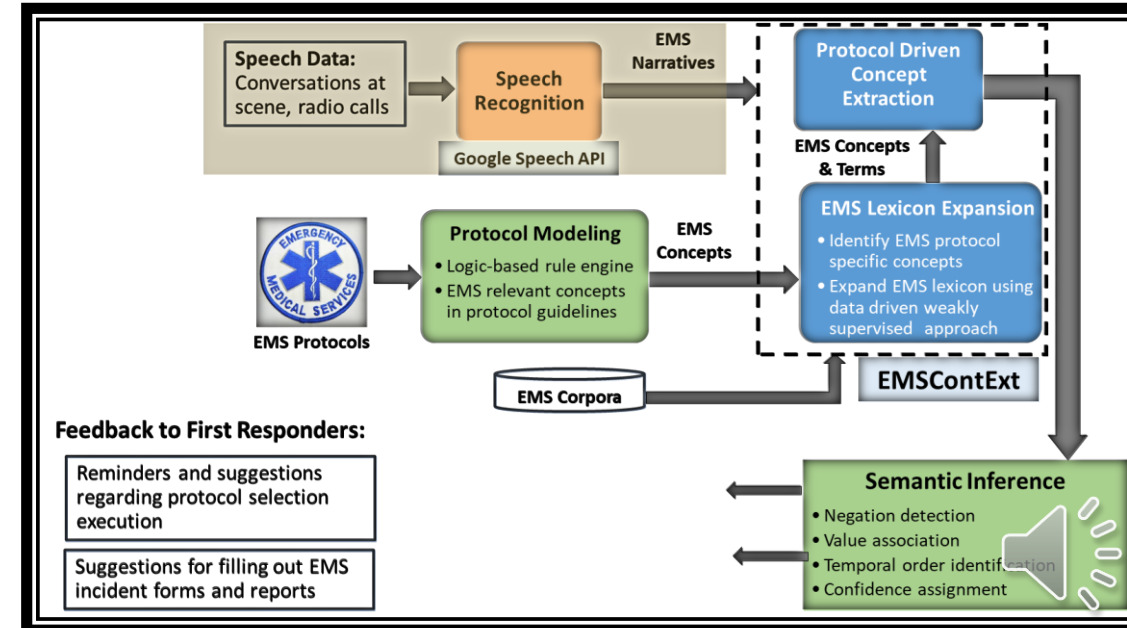 Speech Data:
Conversations at
scene, radio calls
Speech
Recognition
Google Speech API
EMS
Narratives
Protocol Driven
Concept
Extraction
EMS Concepts
& Terms
EMS Lexicon Expansion
• Identify EMS protocol
specific concepts
• Expand EMS lexicon using
data driven weakly
supervised approach
EMSContExt
EMERGENCY
MEDICAL SERVICES
EMS Protocols
Protocol Modeling
• Logic-based rule engine
• EMS relevant concepts
in protocol guidelines
EMS
Concepts
EMS Corpora
Feedback to First Responders:
Reminders and suggestions
regarding protocol selection
execution
Suggestions for filling out EMS
incident forms and reports
Semantic Inference
• Negation detection
• Value association
• Temporal order identification
• Confidence assignment